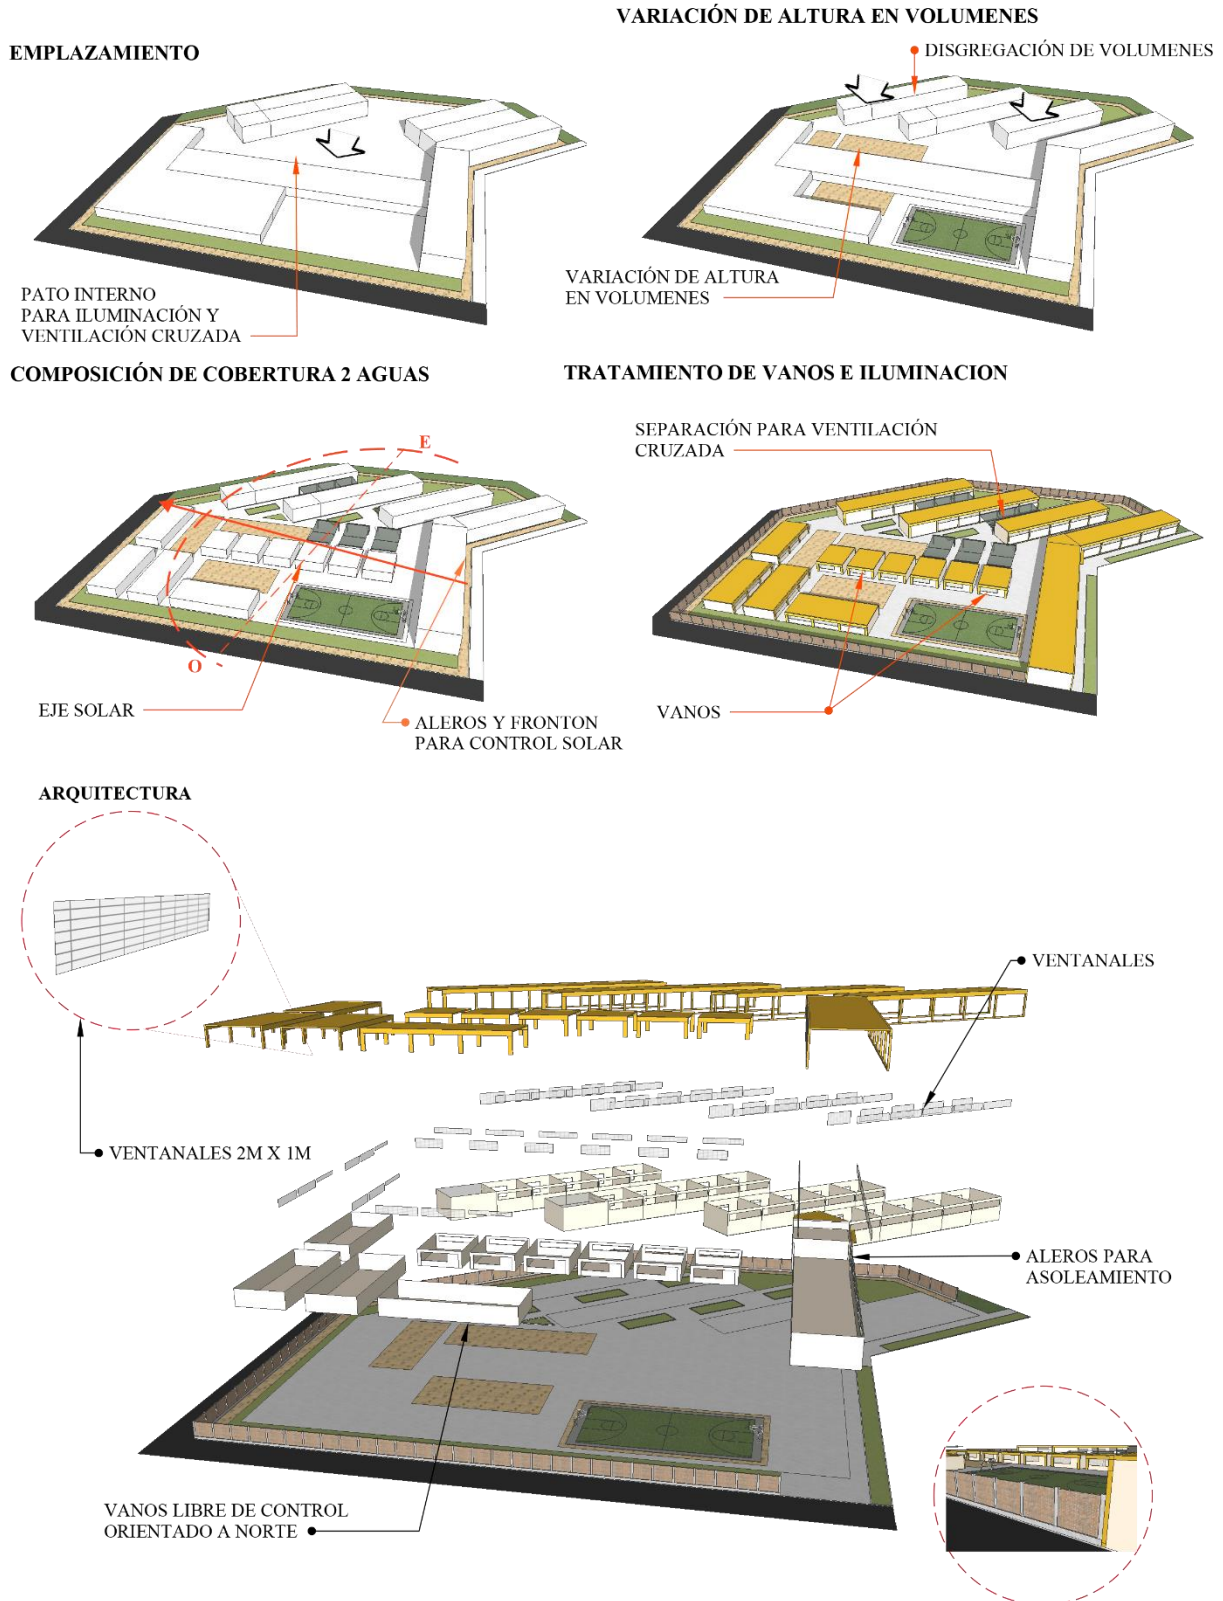 VARIACIÓN DE ALTURA EN VOLUMENES
EMPLAZAMIENTO
DISGREGACIÓN DE VOLUMENES
PATO INTERNO
PARA ILUMINACIÓN Y
VENTILACIÓN CRUZADA
VARIACIÓN DE ALTURA
EN VOLUMENES
COMPOSICIÓN DE COBERTURA 2 AGUAS
TRATAMIENTO DE VANOS E ILUMINACION
E
O
EJE SOLAR
ALEROS Y FRONTON
PARA CONTROL SOLAR
SEPARACIÓN PARA VENTILACIÓN
CRUZADA
VANOS
ARQUITECTURA
VENTANALES
VENTANALES 2M X 1M
ALEROS PARA
ASOLEAMIENTO
VANOS LIBRE DE CONTROL
ORIENTADO A NORTE